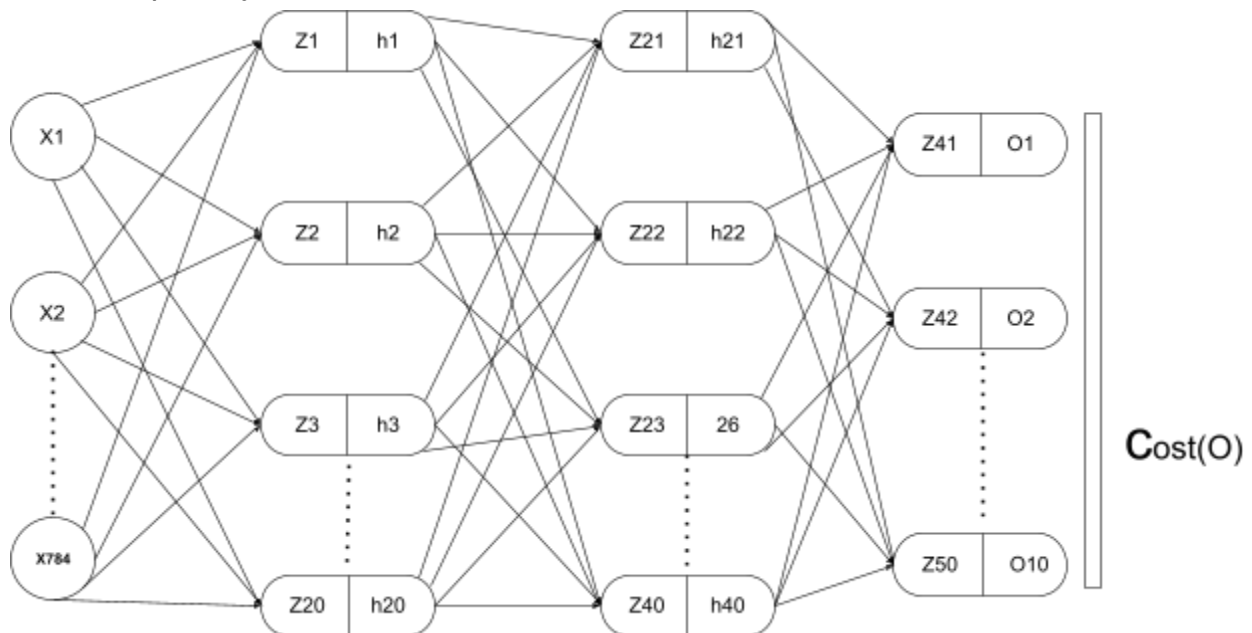 Z1 h1
Z21 h21
X1
Z41 O1
Z2 h2
Z22 h22
X2
Z42 O2
Z3 h3
Z23 26
Cost(O)
X784
Z50 O10
Z20 h20
Z40 h40